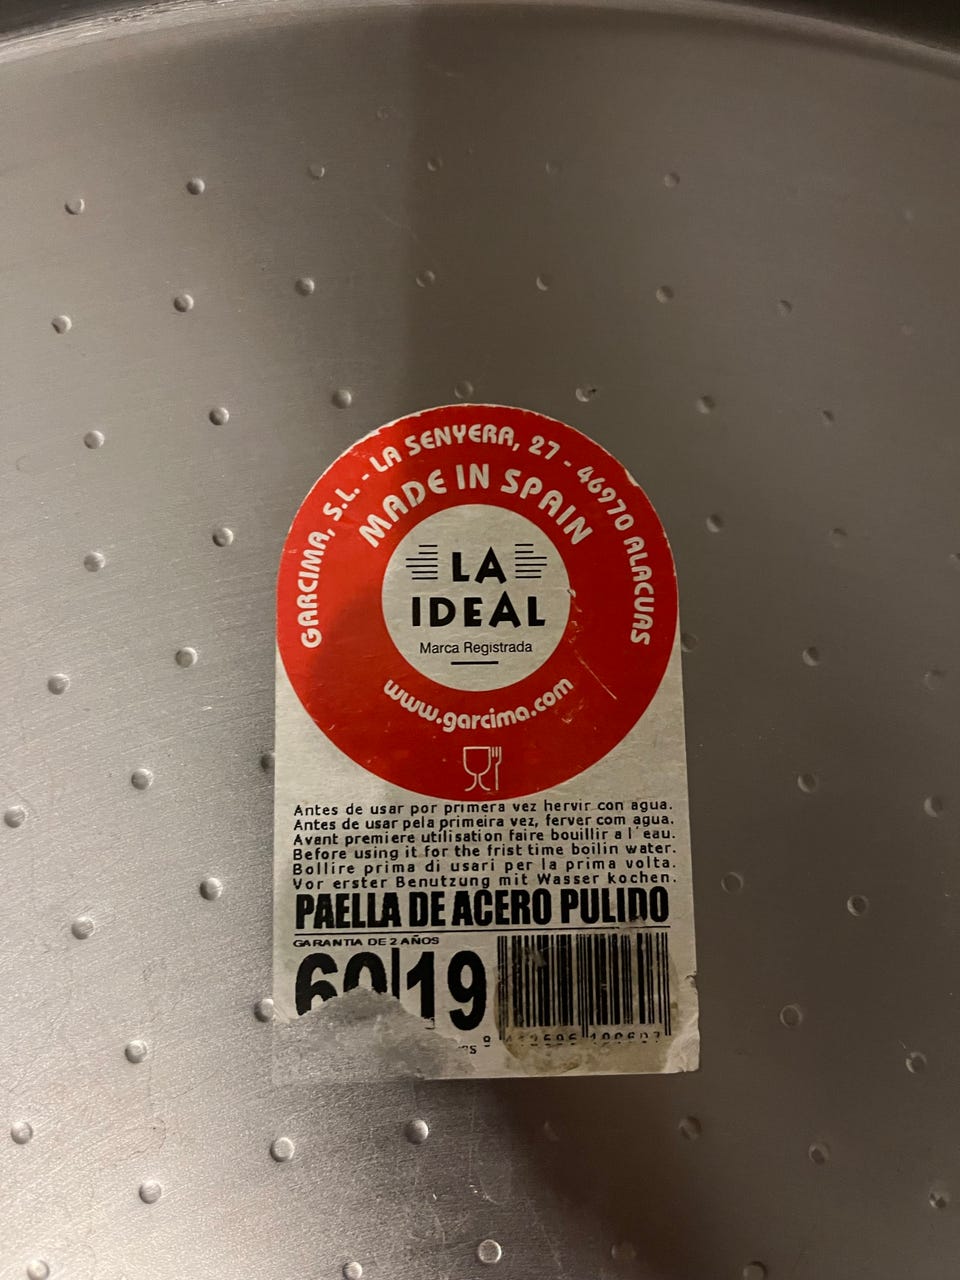 GARCIMA, S.L. - LA SENYERA, 27 - 46970 ALACUAS
MADE IN SPAIN
LA
IDEAL
Marca Registrada
www.garcima.com
Antes de usar por primera vez hervir con agua.
Antes de usar pela primeira vez, ferver com agua.
Avant premiere utilisation faire bouillir a l'eau.
Before using it for the frist time boilin water.
Bollire prima di usari per la prima volta.
Vor erster Benutzung mit Wasser kochen.
PAELLA DE ACERO PULIDO
GARANTIA DE 2 AÑOS
60|19